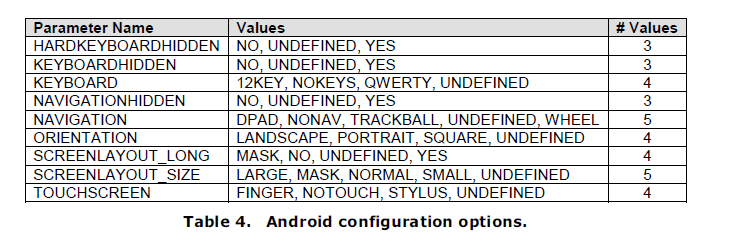 Parameter Name Values # Values
HARDKEYBOARDHIDDEN NO, UNDEFINED, YES 3
KEYBOARDHIDDEN NO, UNDEFINED, YES 3
KEYBOARD 12KEY, NOKEYS, QWERTY, UNDEFINED 4
NAVIGATIONHIDDEN NO, UNDEFINED, YES 3
NAVIGATION DPAD, NONAV, TRACKBALL, UNDEFINED, WHEEL 5
ORIENTATION LANDSCAPE, PORTRAIT, SQUARE, UNDEFINED 4
SCREENLAYOUT_LONG MASK, NO, UNDEFINED, YES 4
SCREENLAYOUT_SIZE LARGE, MASK, NORMAL, SMALL, UNDEFINED 5
TOUCHSCREEN FINGER, NOTOUCH, STYLUS, UNDEFINED 4
Table 4. Android configuration options.